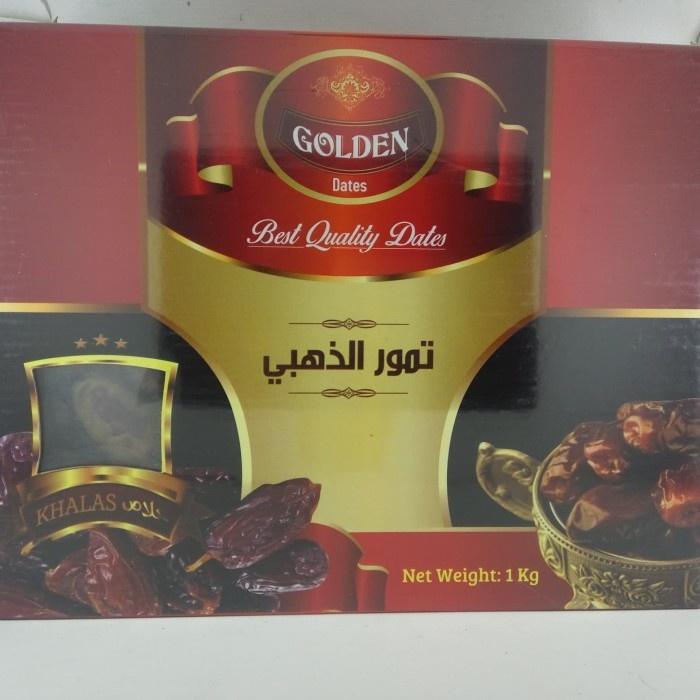 GOLDEN
Dates
Best Quality Dates
تمور الذهبي
KHALAS خلاص
Net Weight: 1 Kg